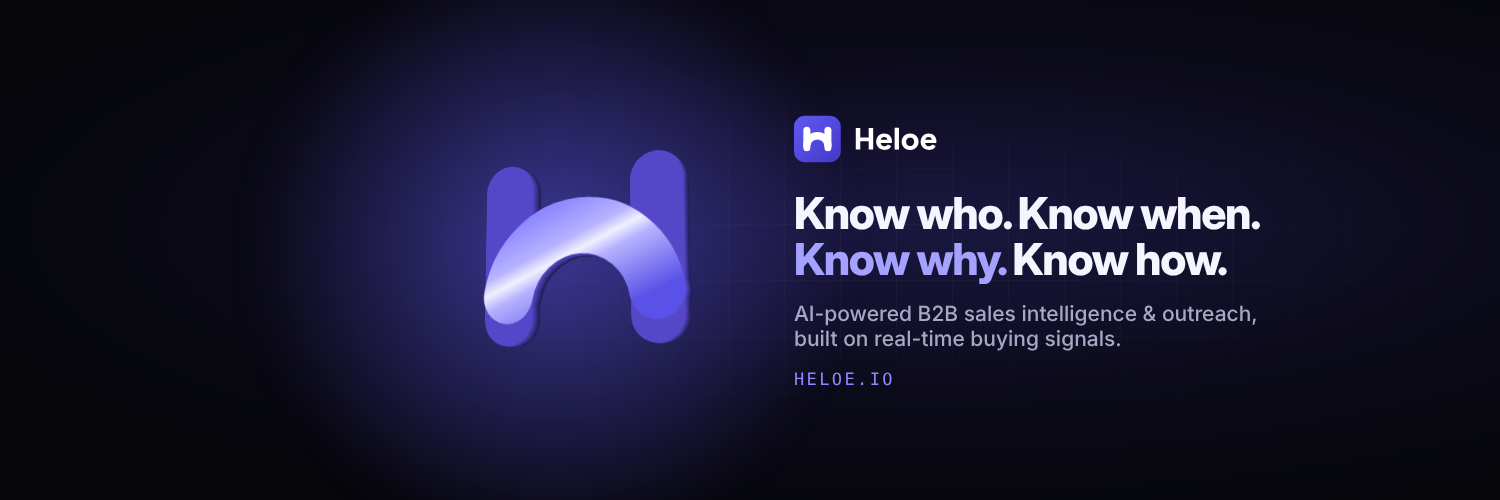 Heloe
Know who. Know when.
Know why. Know how.
AI-powered B2B sales intelligence & outreach,
built on real-time buying signals.
HELOE.IO